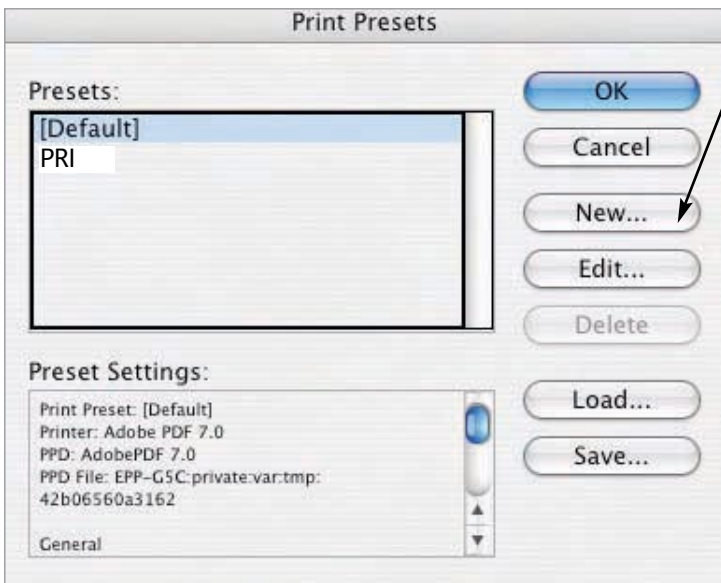 Print Presets
Presets:
[Default]
PRI
OK
Cancel
New...
Edit...
Delete
Load...
Save...
Preset Settings:
Print Preset: [Default]
Printer: Adobe PDF 7.0
PPD: AdobePDF 7.0
PPD File: EPP-G5C:private:var:tmp:
42b06560a3162
General